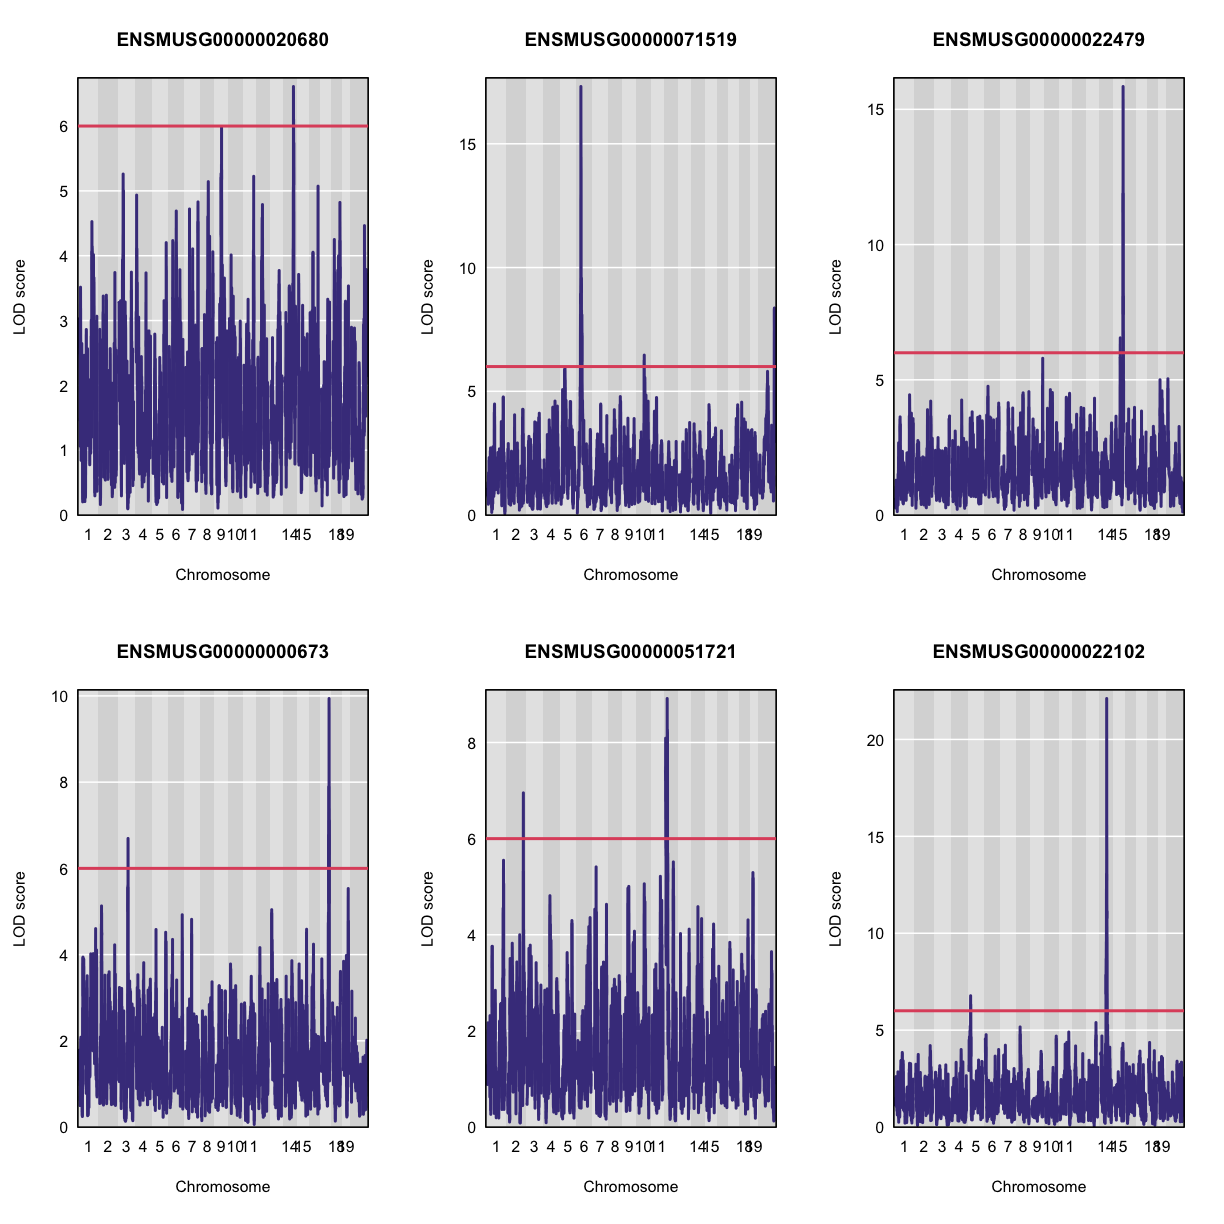 ENSMUSG00000020680 ENSMUSG00000071519 ENSMUSG00000022479
LOD score
6
5
4
3
2
1
0
1 2 3 4 5 6 7 8 9 10 11 14 15 18 19
Chromosome
LOD score
15
10
5
0
1 2 3 4 5 6 7 8 9 10 11 14 15 18 19
Chromosome
LOD score
15
10
5
0
1 2 3 4 5 6 7 8 9 10 11 14 15 18 19
Chromosome
ENSMUSG00000000673 ENSMUSG00000051721 ENSMUSG00000022102
LOD score
10
8
6
4
2
0
1 2 3 4 5 6 7 8 9 10 11 14 15 18 19
Chromosome
LOD score
8
6
4
2
0
1 2 3 4 5 6 7 8 9 10 11 14 15 18 19
Chromosome
LOD score
20
15
10
5
0
1 2 3 4 5 6 7 8 9 10 11 14 15 18 19
Chromosome